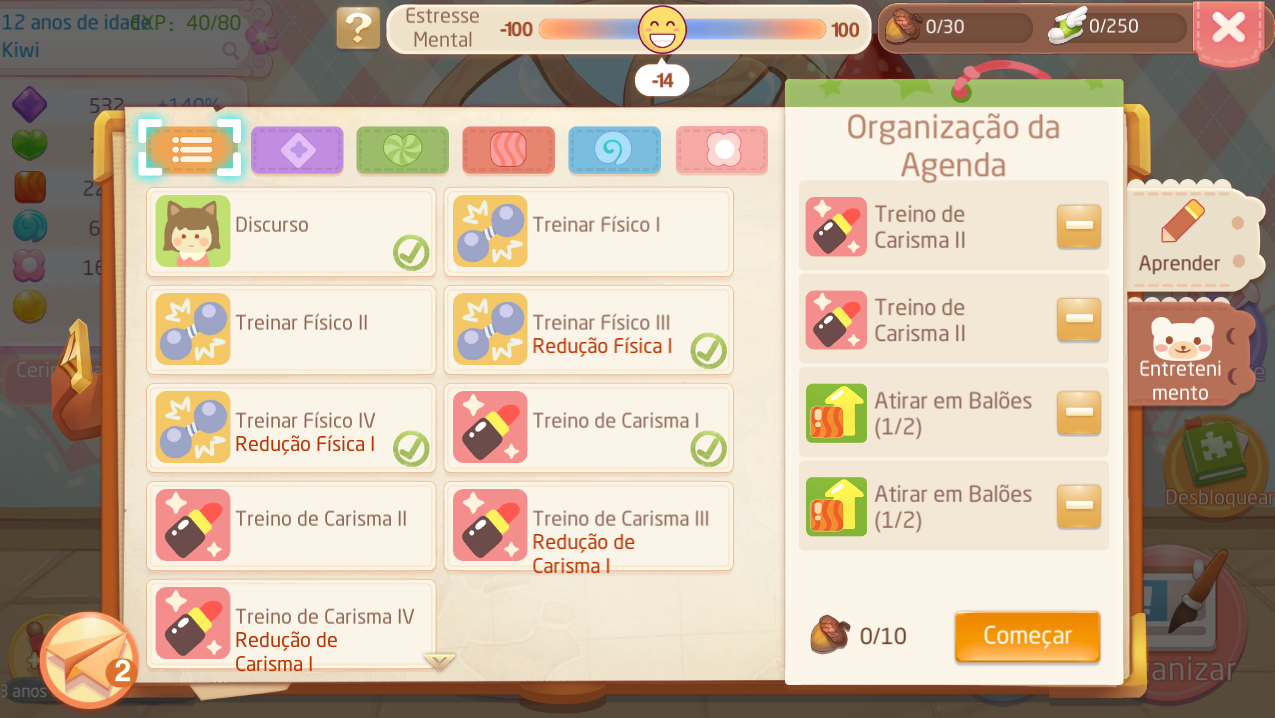 12 anos de idade
EXP: 40/80
Kiwi
?
Estresse
Mental
-100
100
-14
0/30
0/250
532
+140%
Discurso
Treinar Físico I
Treinar Físico II
Treinar Físico III
Redução Física I
Treinar Físico IV
Redução Física I
Treino de Carisma I
Treino de Carisma II
Treino de Carisma III
Redução de
Carisma I
Treino de Carisma IV
Redução de
Carisma I
2
Organização da
Agenda
Treino de
Carisma II
Treino de
Carisma II
Atirar em Balões
(1/2)
Atirar em Balões
(1/2)
0/10
Começar
Aprender
Entreteni
mento
Desbloquear